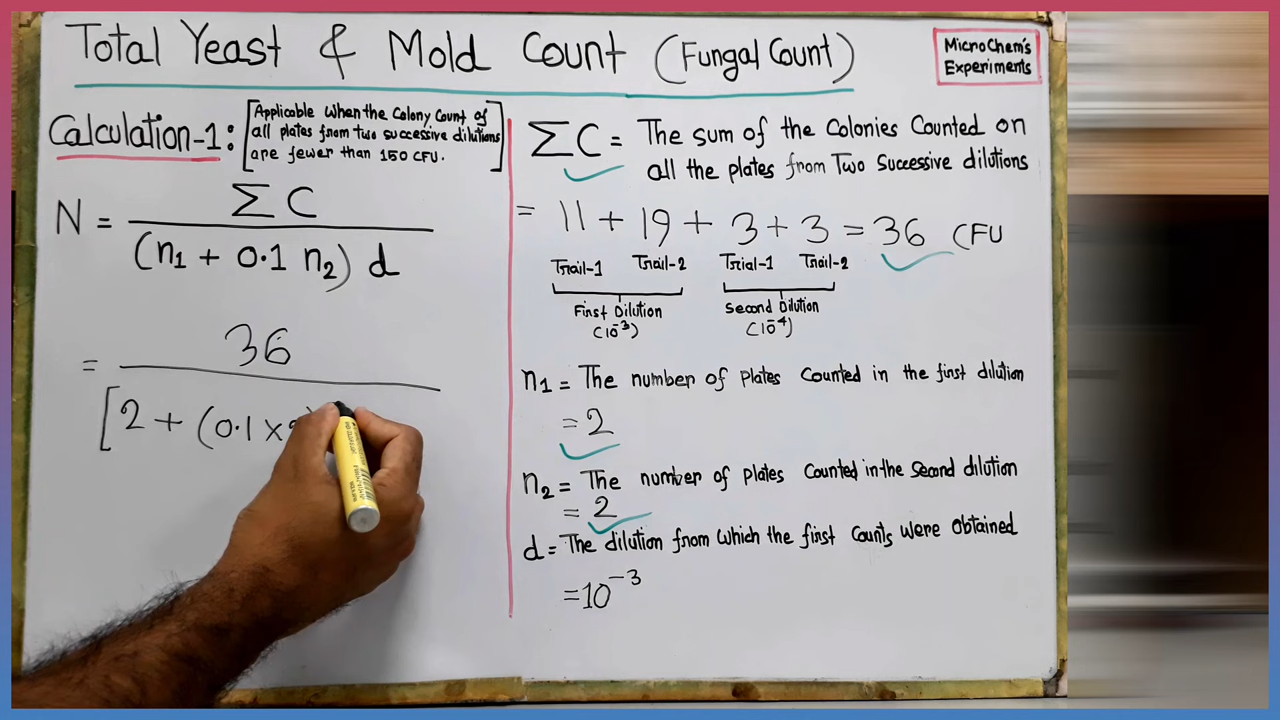 Total Yeast & Mold Count (Fungal Count)
MicroChem's
Experiments
Calculation-1:
[Applicable when the Colony Count of
all plates from two successive dilutions
are fewer than 150 CFU.]
N = ΣC / (n₁ + 0.1 n₂) d
= 36
[2 + (0.1 ×
ΣC = The sum of the Colonies Counted on
all the plates from Two Successive dilutions
= 11 + 19 + 3 + 3 = 36 CFU
Trail-1 Trail-2 Trial-1 Trail-2
First Dilution Second Dilution
(10⁻³) (10⁻⁴)
n₁ = The number of plates Counted in the first dilution
= 2
n₂ = The number of plates Counted in the Second dilution
= 2
d = The dilution from which the first Counts were obtained
= 10⁻³